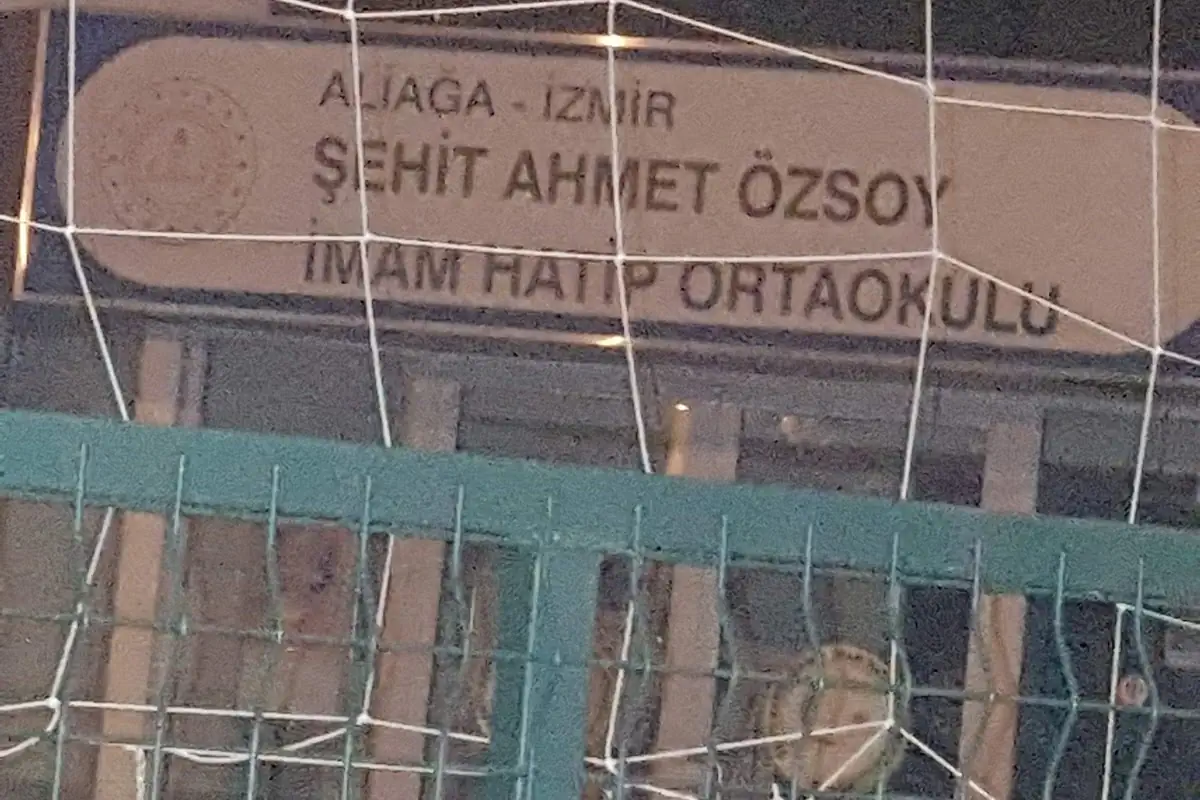 ALİAĞA - İZMİR
ŞEHİT AHMET ÖZSOY
İMAM HATİP ORTAOKULU